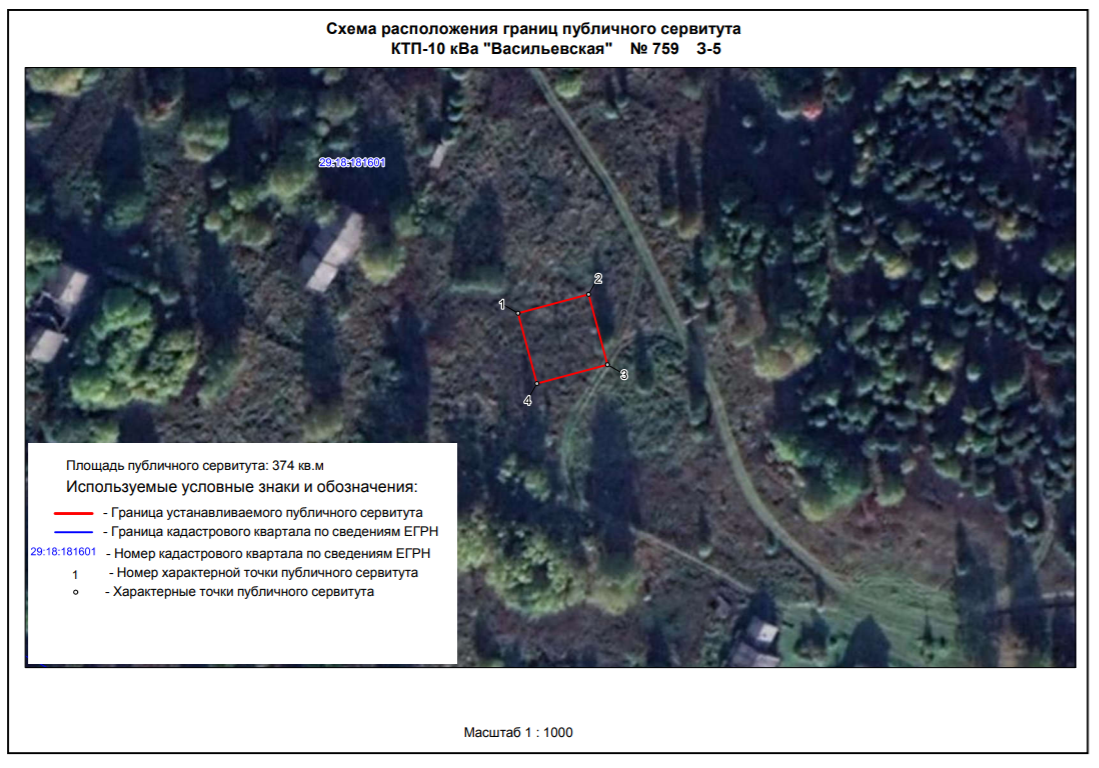 Схема расположения границ публичного сервитута
КТП-10 кВа "Васильевская" № 759 З-5
29:18:181601
2
1
3
4
Площадь публичного сервитута: 374 кв.м
Используемые условные знаки и обозначения:
- Граница устанавливаемого публичного сервитута
- Граница кадастрового квартала по сведениям ЕГРН
29:18:181601 - Номер кадастрового квартала по сведениям ЕГРН
1 - Номер характерной точки публичного сервитута
- Характерные точки публичного сервитута
Масштаб 1 : 1000